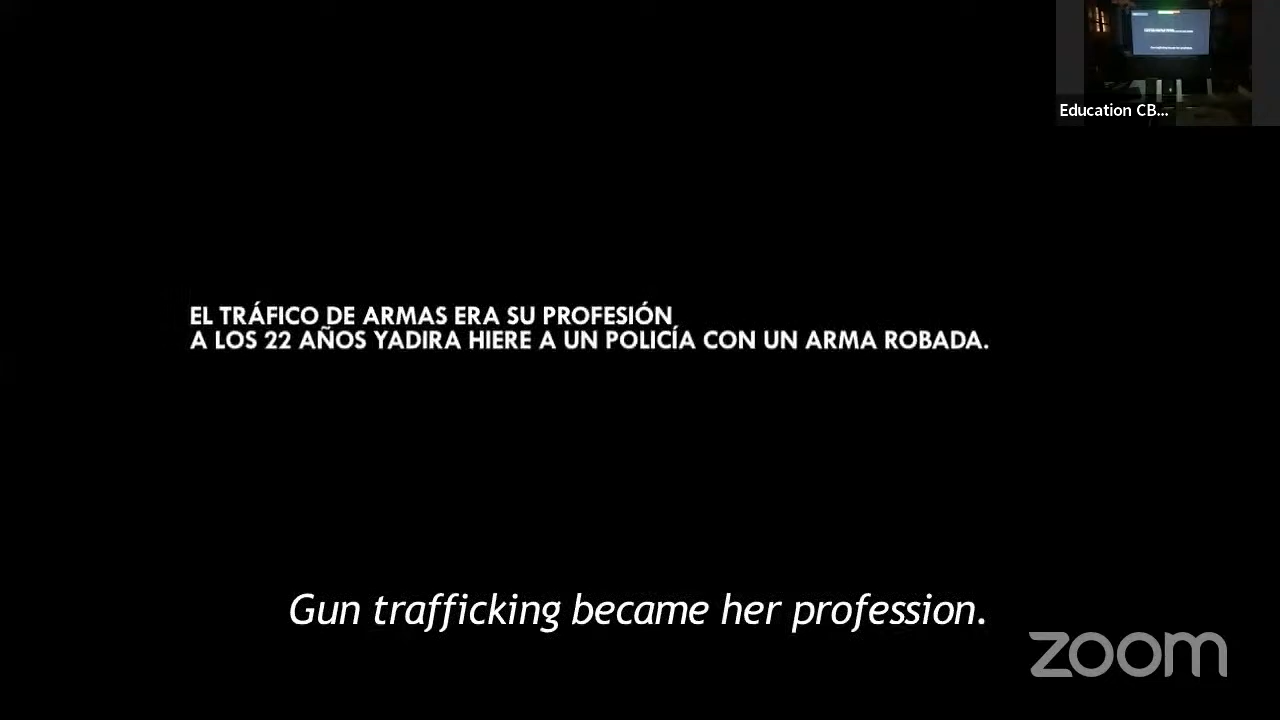 Education CB...
EL TRÁFICO DE ARMAS ERA SU PROFESIÓN
A LOS 22 AÑOS YADIRA HIERE A UN POLICÍA CON UN ARMA ROBADA.
Gun trafficking became her profession.
zoom